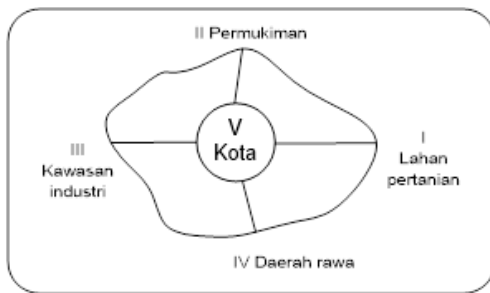 II Permukiman
V
Kota
III
Kawasan
industri
I
Lahan
pertanian
IV Daerah rawa